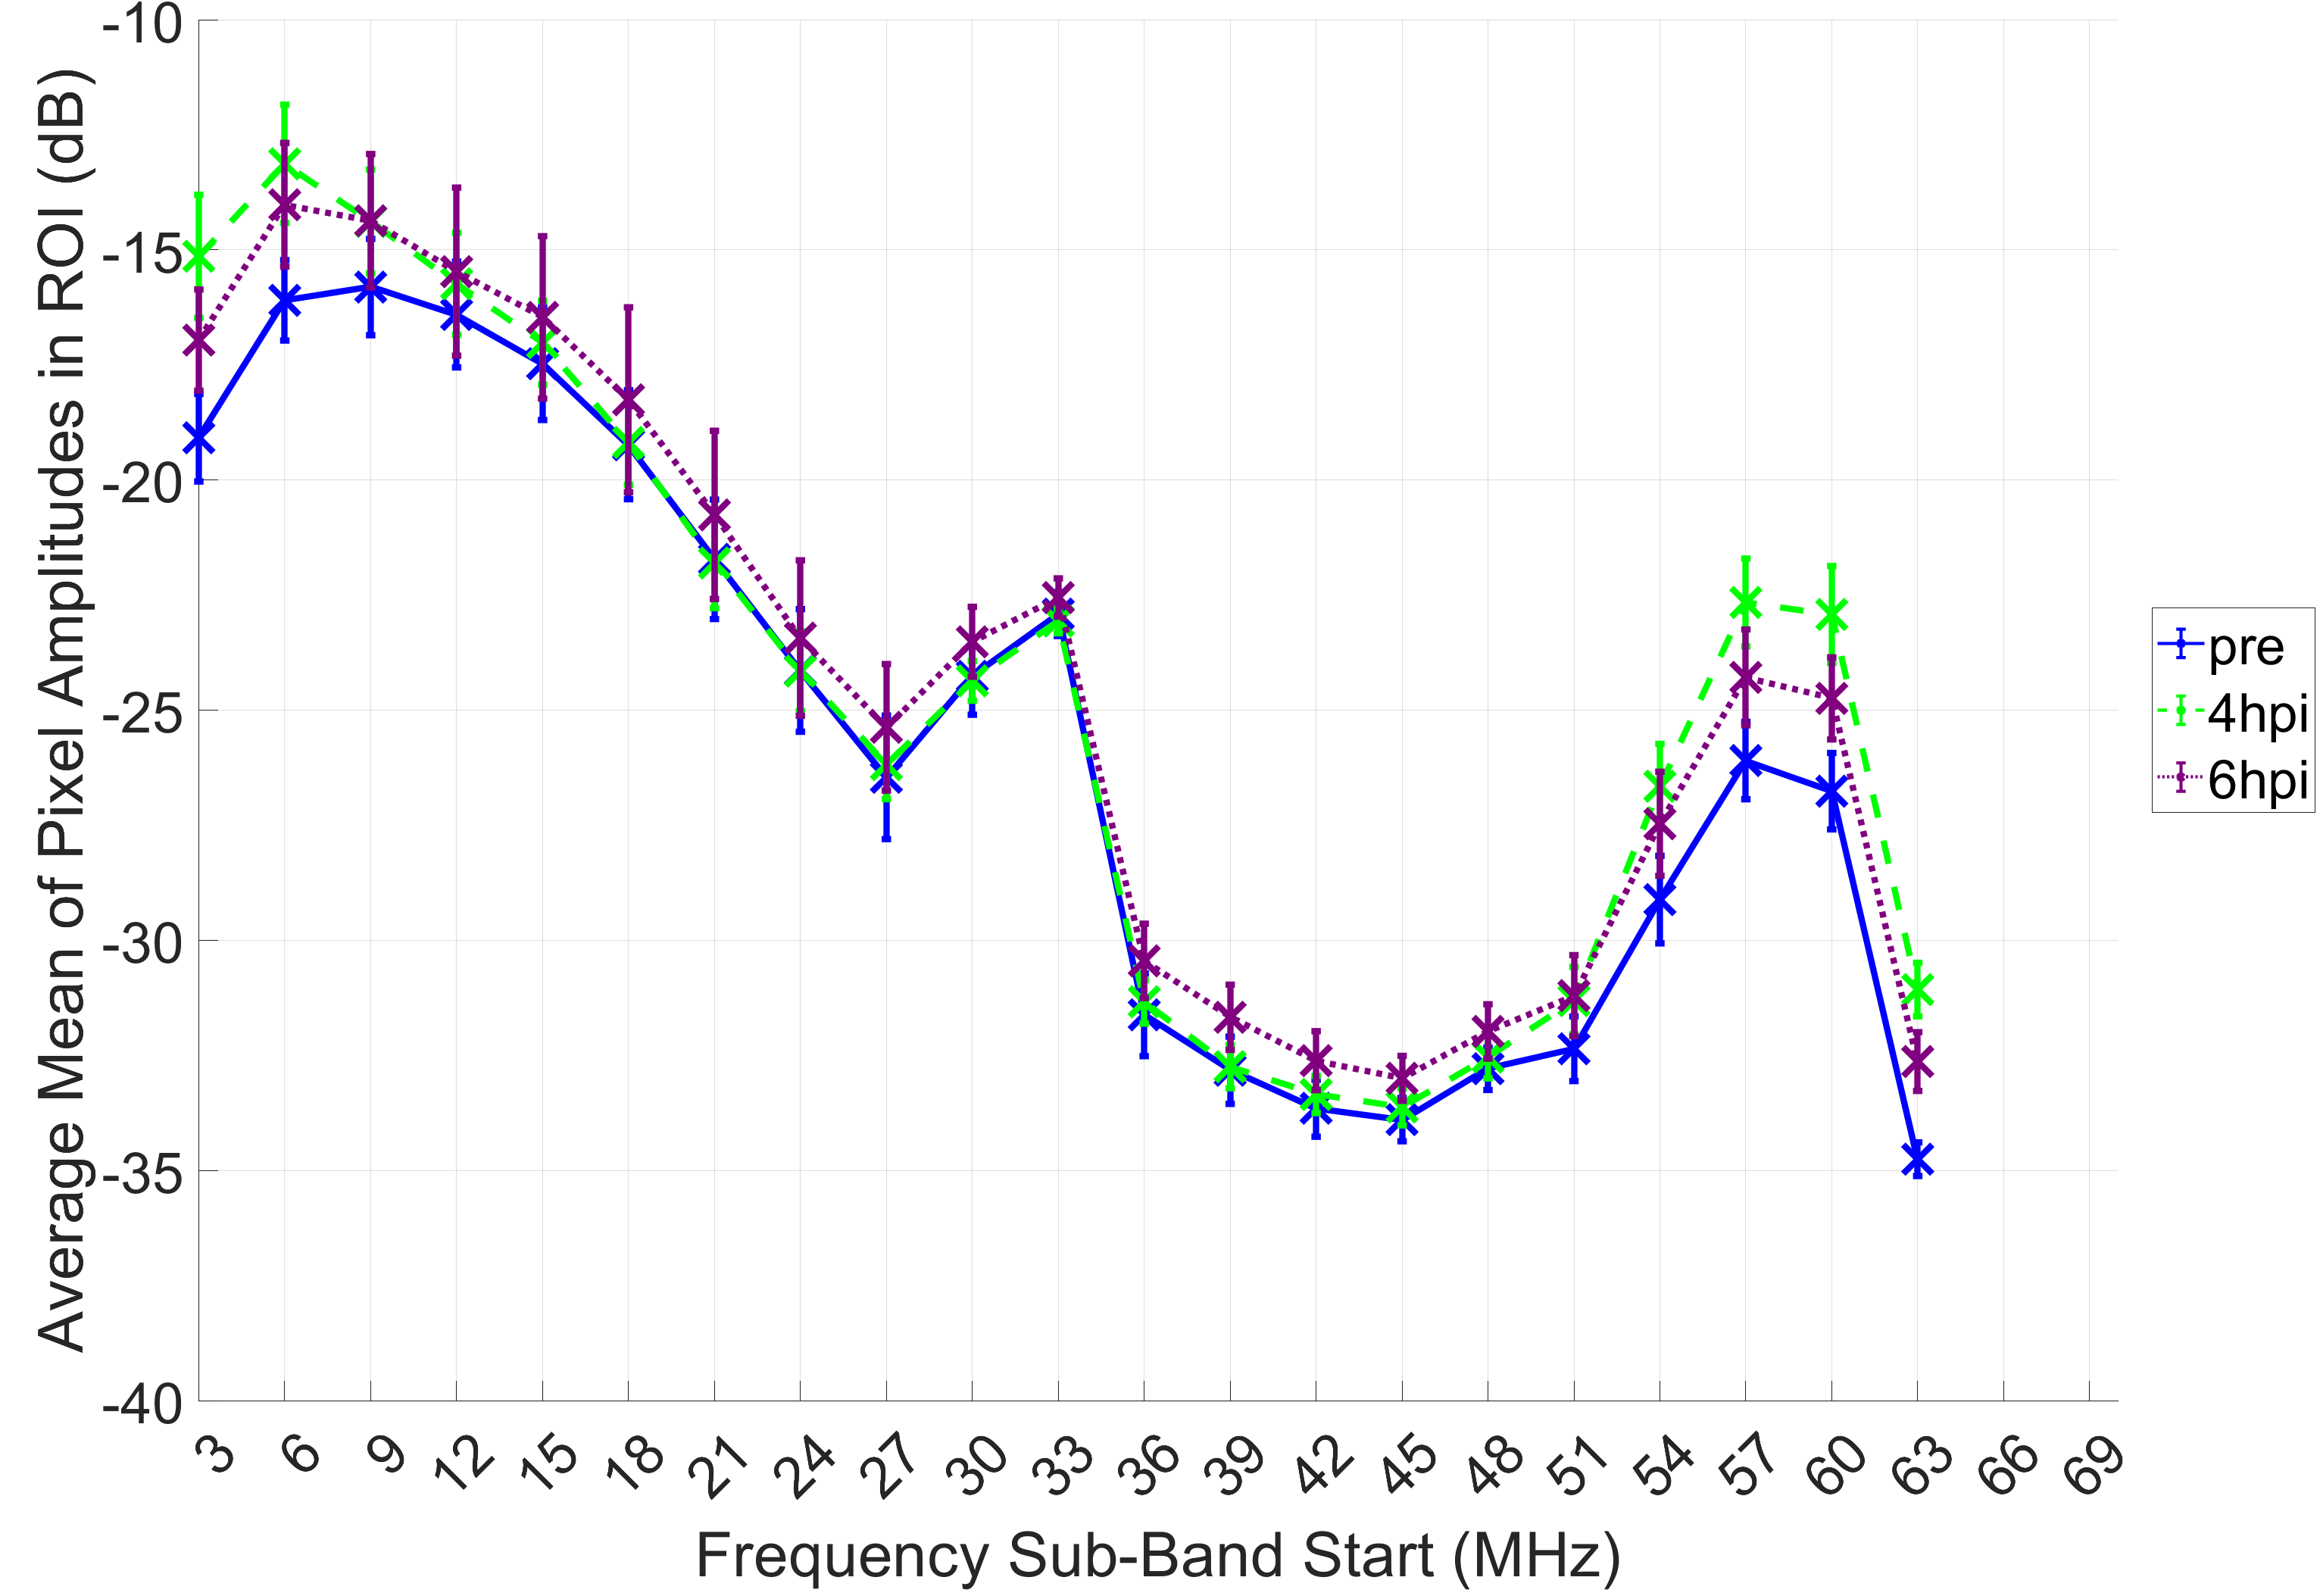 Average Mean of Pixel Amplitudes in ROI (dB)
-10
-15
-20
-25
-30
-35
-40
3 6 9 12 15 18 21 24 27 30 33 36 39 42 45 48 51 54 57 60 63 66 69
Frequency Sub-Band Start (MHz)
pre
4hpi
6hpi